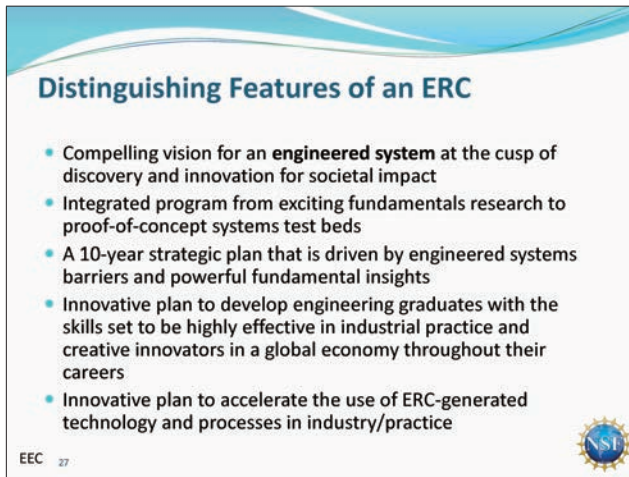 Distinguishing Features of an ERC
Compelling vision for an engineered system at the cusp of
discovery and innovation for societal impact
Integrated program from exciting fundamentals research to
proof-of-concept systems test beds
A 10-year strategic plan that is driven by engineered systems
barriers and powerful fundamental insights
Innovative plan to develop engineering graduates with the
skills set to be highly effective in industrial practice and
creative innovators in a global economy throughout their
careers
Innovative plan to accelerate the use of ERC-generated
technology and processes in industry/practice
EEC 27
NSF